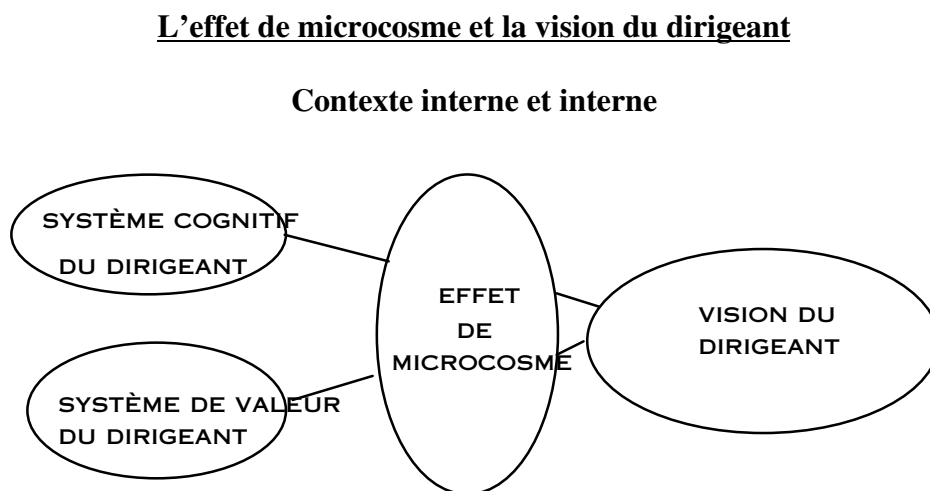 L'effet de microcosme et la vision du dirigeant
Contexte interne et interne
SYSTÈME COGNITIF
DU DIRIGEANT
SYSTÈME DE VALEUR
DU DIRIGEANT
EFFET
DE
MICROCOSME
VISION DU
DIRIGEANT